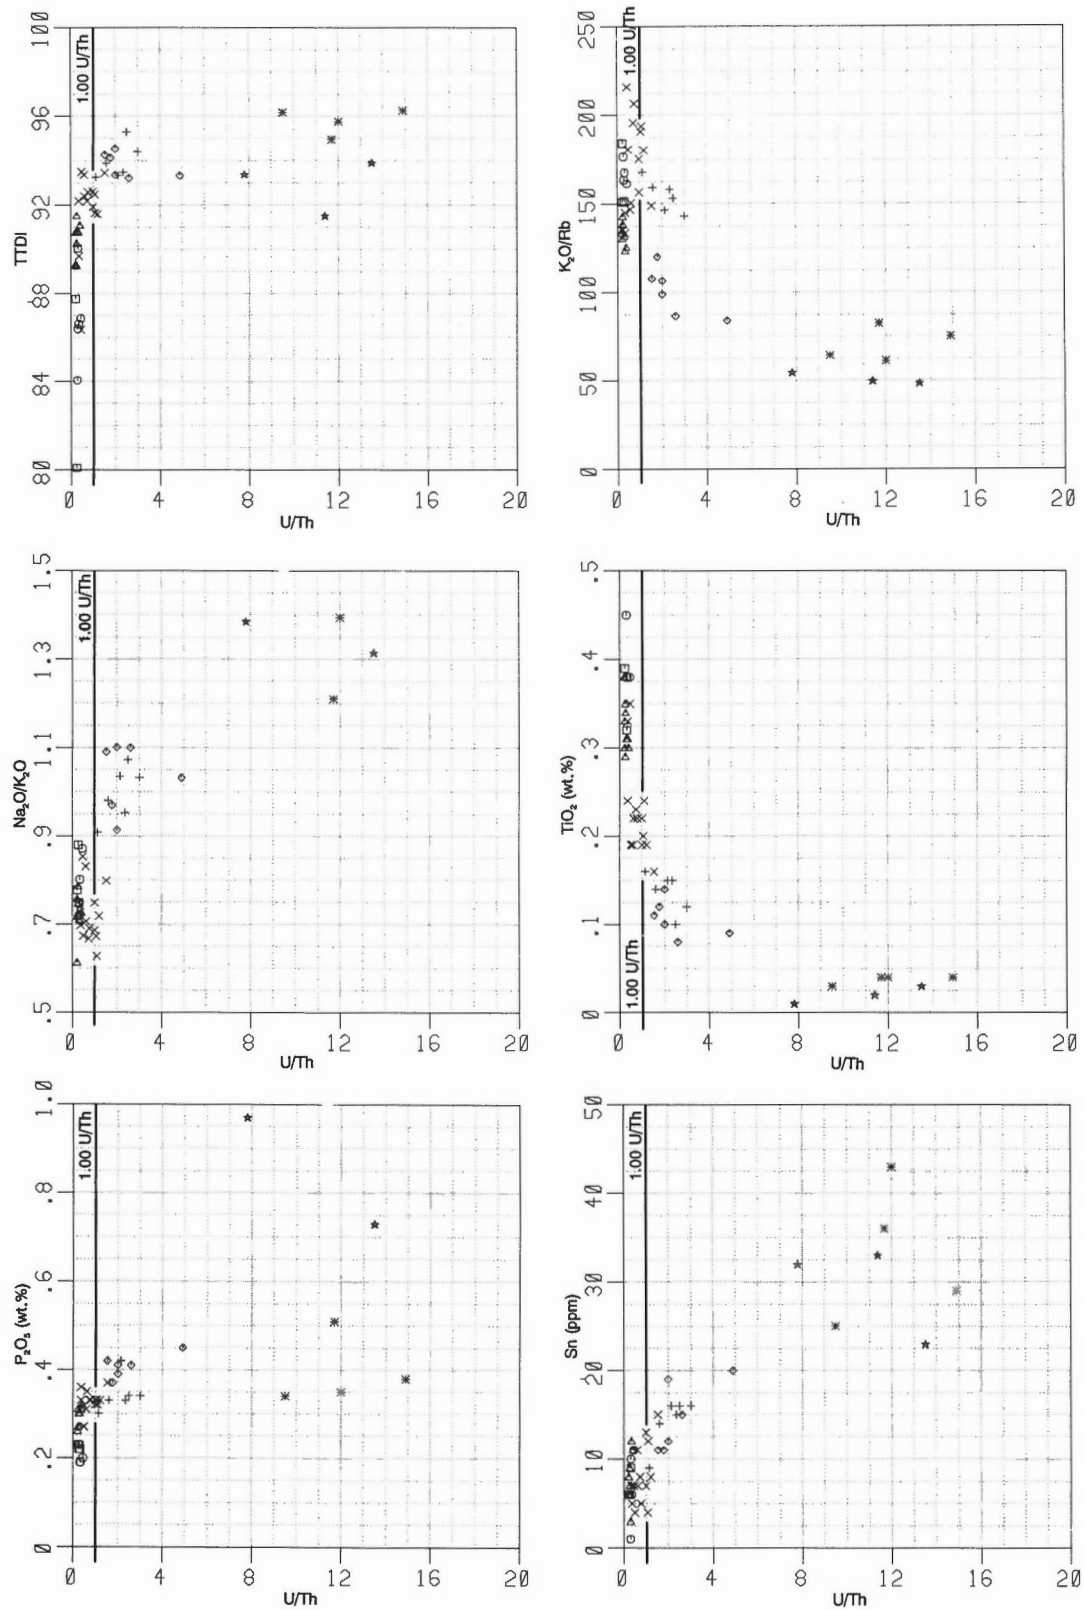 100
96
92
88
84
80
TTDI
1.00 U/Th
0 4 8 12 16 20
U/Th
250
200
150
100
50
0
K₂O/Rb
1.00 U/Th
0 4 8 12 16 20
U/Th
1.5
1.3
1.1
.9
.7
.5
Na₂O/K₂O
1.00 U/Th
0 4 8 12 16 20
U/Th
.5
.4
.3
.2
.1
0
TiO₂ (wt.%)
1.00 U/Th
0 4 8 12 16 20
U/Th
1.0
.8
.6
.4
.2
0
P₂O₅ (wt.%)
1.00 U/Th
0 4 8 12 16 20
U/Th
50
40
30
20
10
0
Sn (ppm)
1.00 U/Th
0 4 8 12 16 20
U/Th